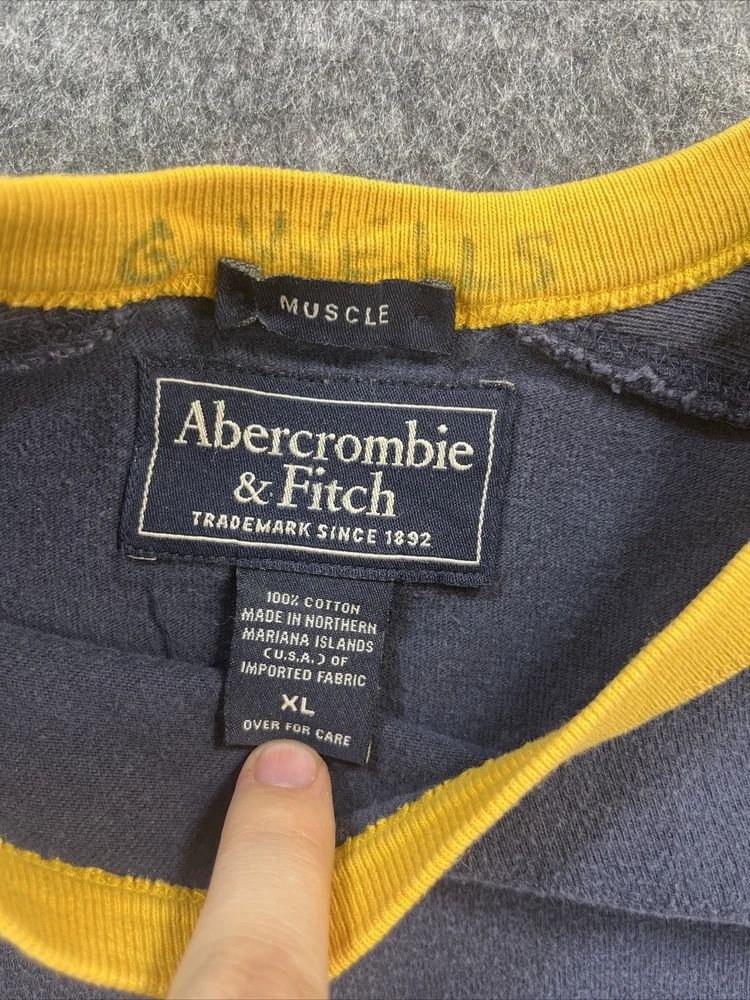 G. Wells
MUSCLE
Abercrombie
& Fitch
TRADEMARK SINCE 1892
100% COTTON
MADE IN NORTHERN
MARIANA ISLANDS
(U.S.A.) OF
IMPORTED FABRIC
XL
OVER FOR CARE